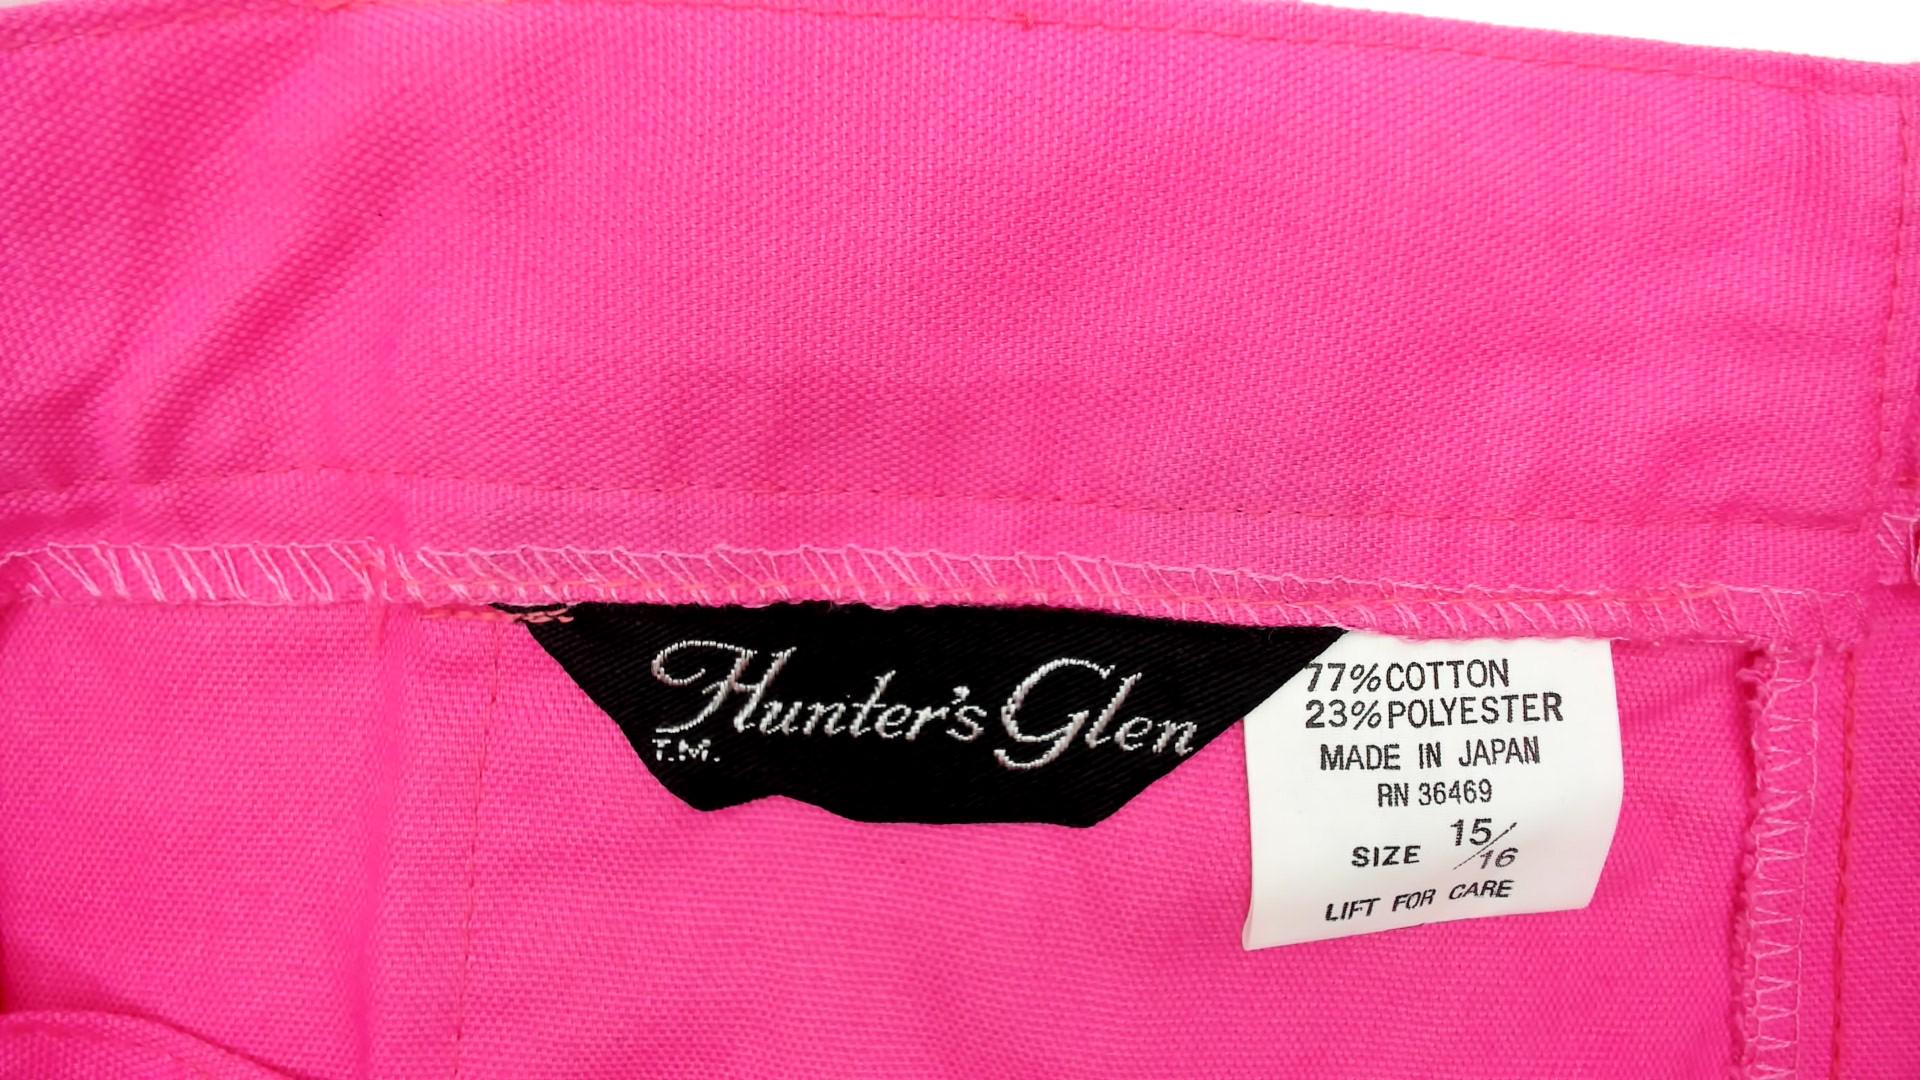 Hunter's Glen
T.M.
77% COTTON
23% POLYESTER
MADE IN JAPAN
RN 36469
SIZE 15/16
LIFT FOR CARE